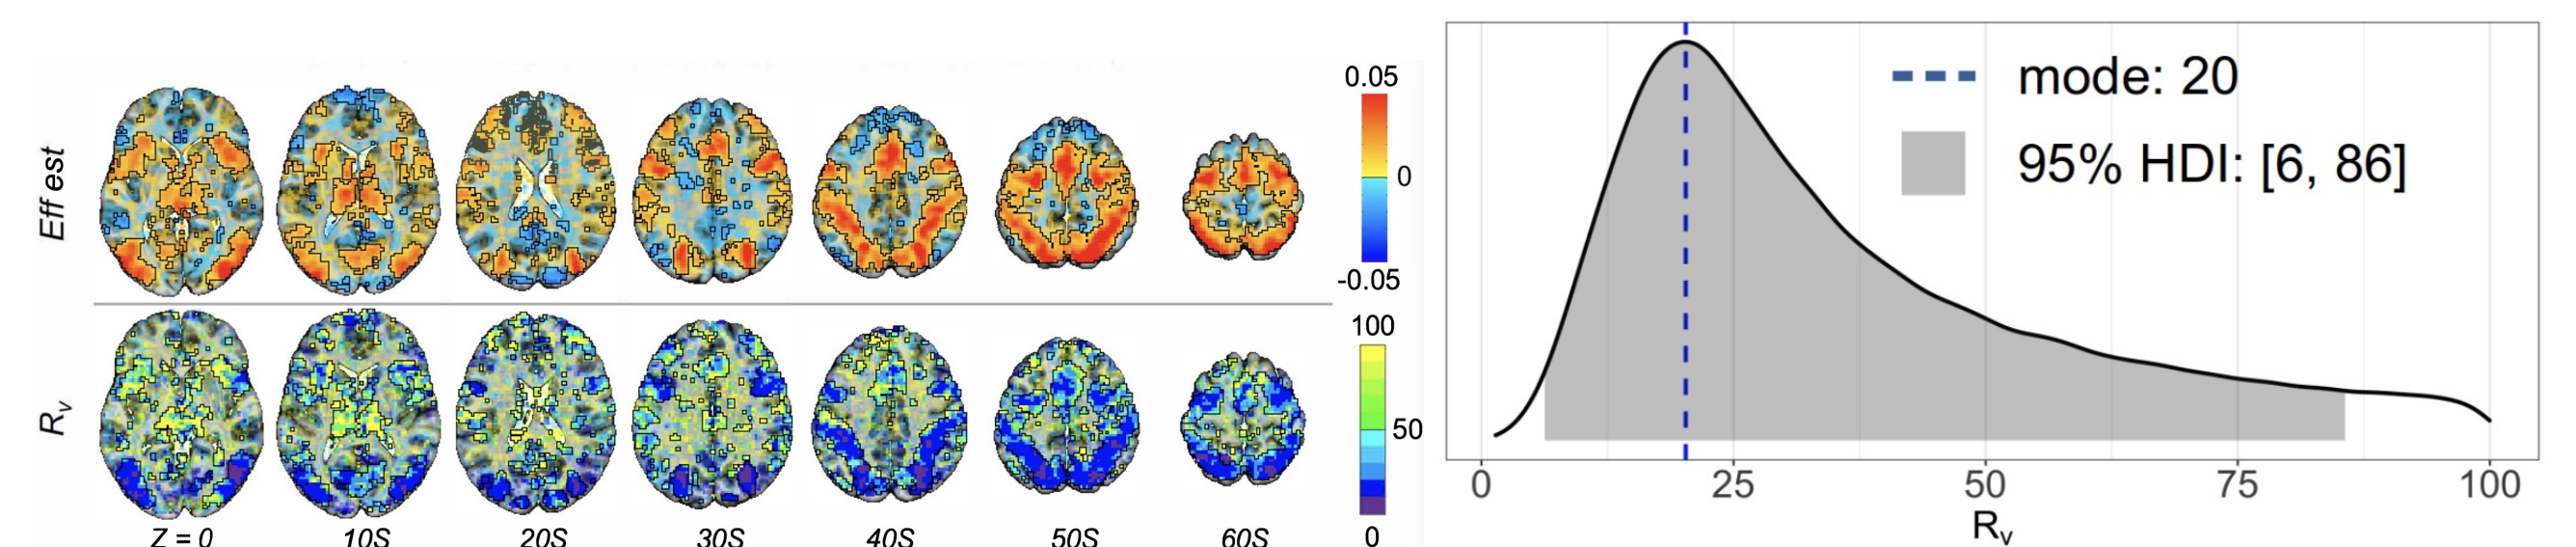 Eff est
0.05
0
-0.05
R_v
100
50
0
Z = 0 10S 20S 30S 40S 50S 60S
mode: 20
95% HDI: [6, 86]
0 25 50 75 100
R_v